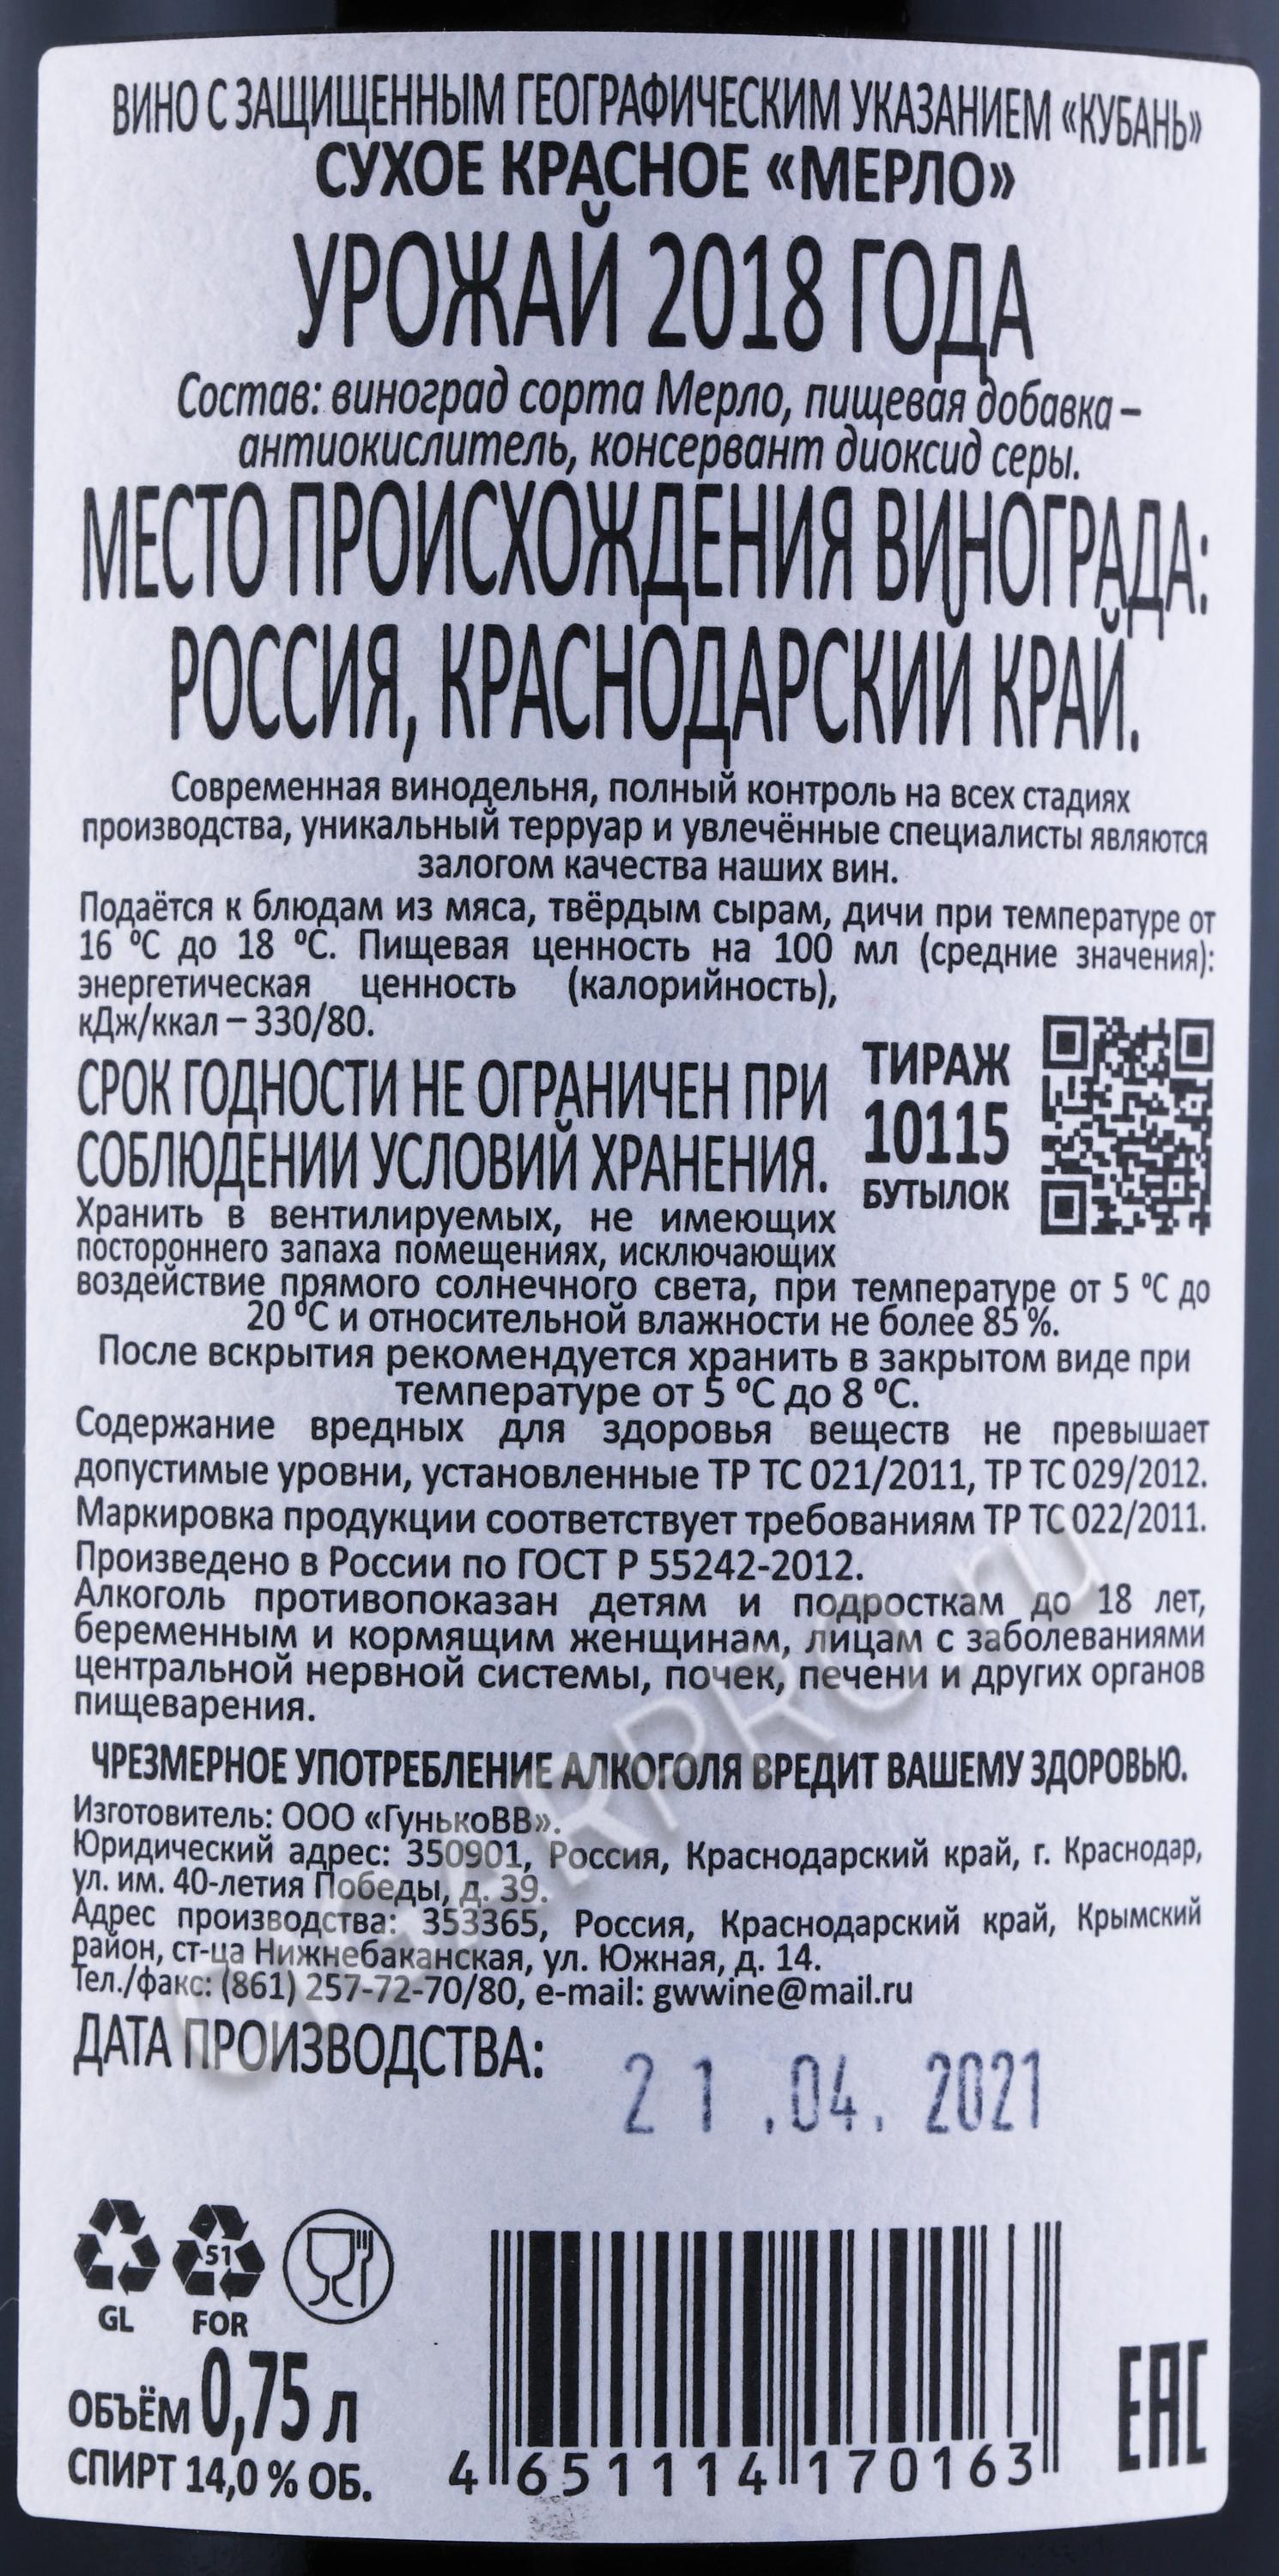 ВИНО С ЗАЩИЩЕННЫМ ГЕОГРАФИЧЕСКИМ УКАЗАНИЕМ «КУБАНЬ»
СУХОЕ КРАСНОЕ «МЕРЛО»
УРОЖАЙ 2018 ГОДА
Состав: виноград сорта Мерло, пищевая добавка –
антиокислитель, консервант диоксид серы.
МЕСТО ПРОИСХОЖДЕНИЯ ВИНОГРАДА:
РОССИЯ, КРАСНОДАРСКИЙ КРАЙ.
Современная винодельня, полный контроль на всех стадиях
производства, уникальный терруар и увлечённые специалисты являются
залогом качества наших вин.
Подаётся к блюдам из мяса, твёрдым сырам, дичи при температуре от
16 ºС до 18 ºС. Пищевая ценность на 100 мл (средние значения):
энергетическая ценность (калорийность),
кДж/ккал – 330/80.
СРОК ГОДНОСТИ НЕ ОГРАНИЧЕН ПРИ
СОБЛЮДЕНИИ УСЛОВИЙ ХРАНЕНИЯ.
ТИРАЖ
10115
БУТЫЛОК
Хранить в вентилируемых, не имеющих
постороннего запаха помещениях, исключающих
воздействие прямого солнечного света, при температуре от 5 ºС до
20 ºС и относительной влажности не более 85 %.
После вскрытия рекомендуется хранить в закрытом виде при
температуре от 5 ºС до 8 ºС.
Содержание вредных для здоровья веществ не превышает
допустимые уровни, установленные ТР ТС 021/2011, ТР ТС 029/2012.
Маркировка продукции соответствует требованиям ТР ТС 022/2011.
Произведено в России по ГОСТ Р 55242-2012.
Алкоголь противопоказан детям и подросткам до 18 лет,
беременным и кормящим женщинам, лицам с заболеваниями
центральной нервной системы, почек, печени и других органов
пищеварения.
ЧРЕЗМЕРНОЕ УПОТРЕБЛЕНИЕ АЛКОГОЛЯ ВРЕДИТ ВАШЕМУ ЗДОРОВЬЮ.
Изготовитель: ООО «ГунькоВВ».
Юридический адрес: 350901, Россия, Краснодарский край, г. Краснодар,
ул. им. 40-летия Победы, д. 39.
Адрес производства: 353365, Россия, Краснодарский край, Крымский
район, ст-ца Нижнебаканская, ул. Южная, д. 14.
Тел./факс: (861) 257-72-70/80, e-mail: gwwine@mail.ru
CIGARPRO.ru
ДАТА ПРОИЗВОДСТВА:
21.04.2021
51
GL FOR
ОБЪЁМ 0,75 л
СПИРТ 14,0 % ОБ.
4 651114 170163
EAC